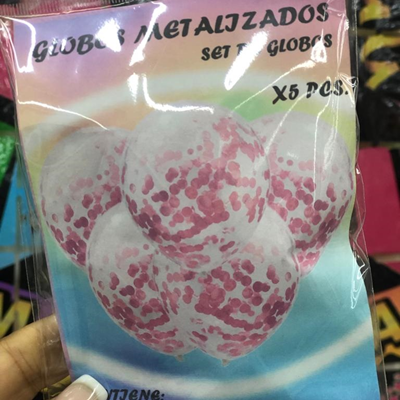 GLOBOS METALIZADOS
SET DE GLOBOS
X5 PCS.